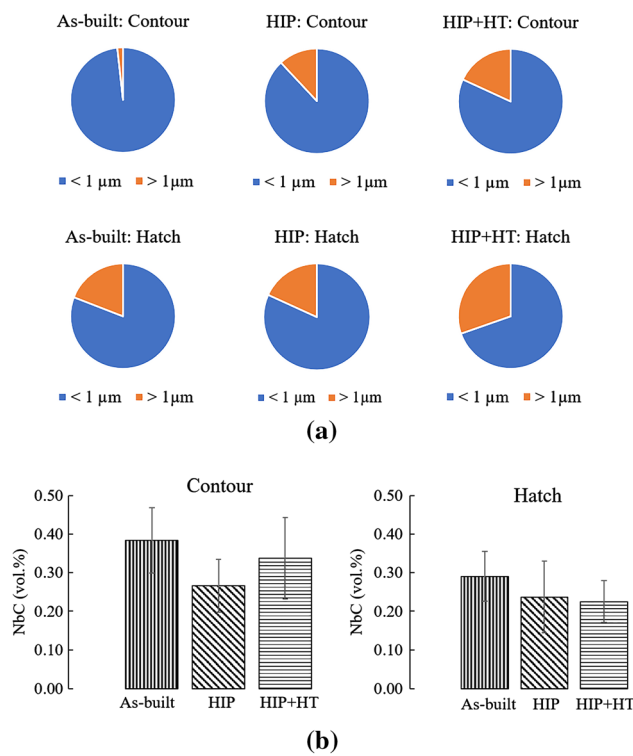 As-built: Contour HIP: Contour HIP+HT: Contour
< 1 µm > 1µm < 1 µm > 1µm < 1 µm > 1µm
As-built: Hatch HIP: Hatch HIP+HT: Hatch
< 1 µm > 1µm < 1 µm > 1µm < 1 µm > 1µm
(a)
Contour
NbC (vol.%)
0.50
0.40
0.30
0.20
0.10
0.00
As-built HIP HIP+HT
Hatch
NbC (vol.%)
0.50
0.40
0.30
0.20
0.10
0.00
As-built HIP HIP+HT
(b)